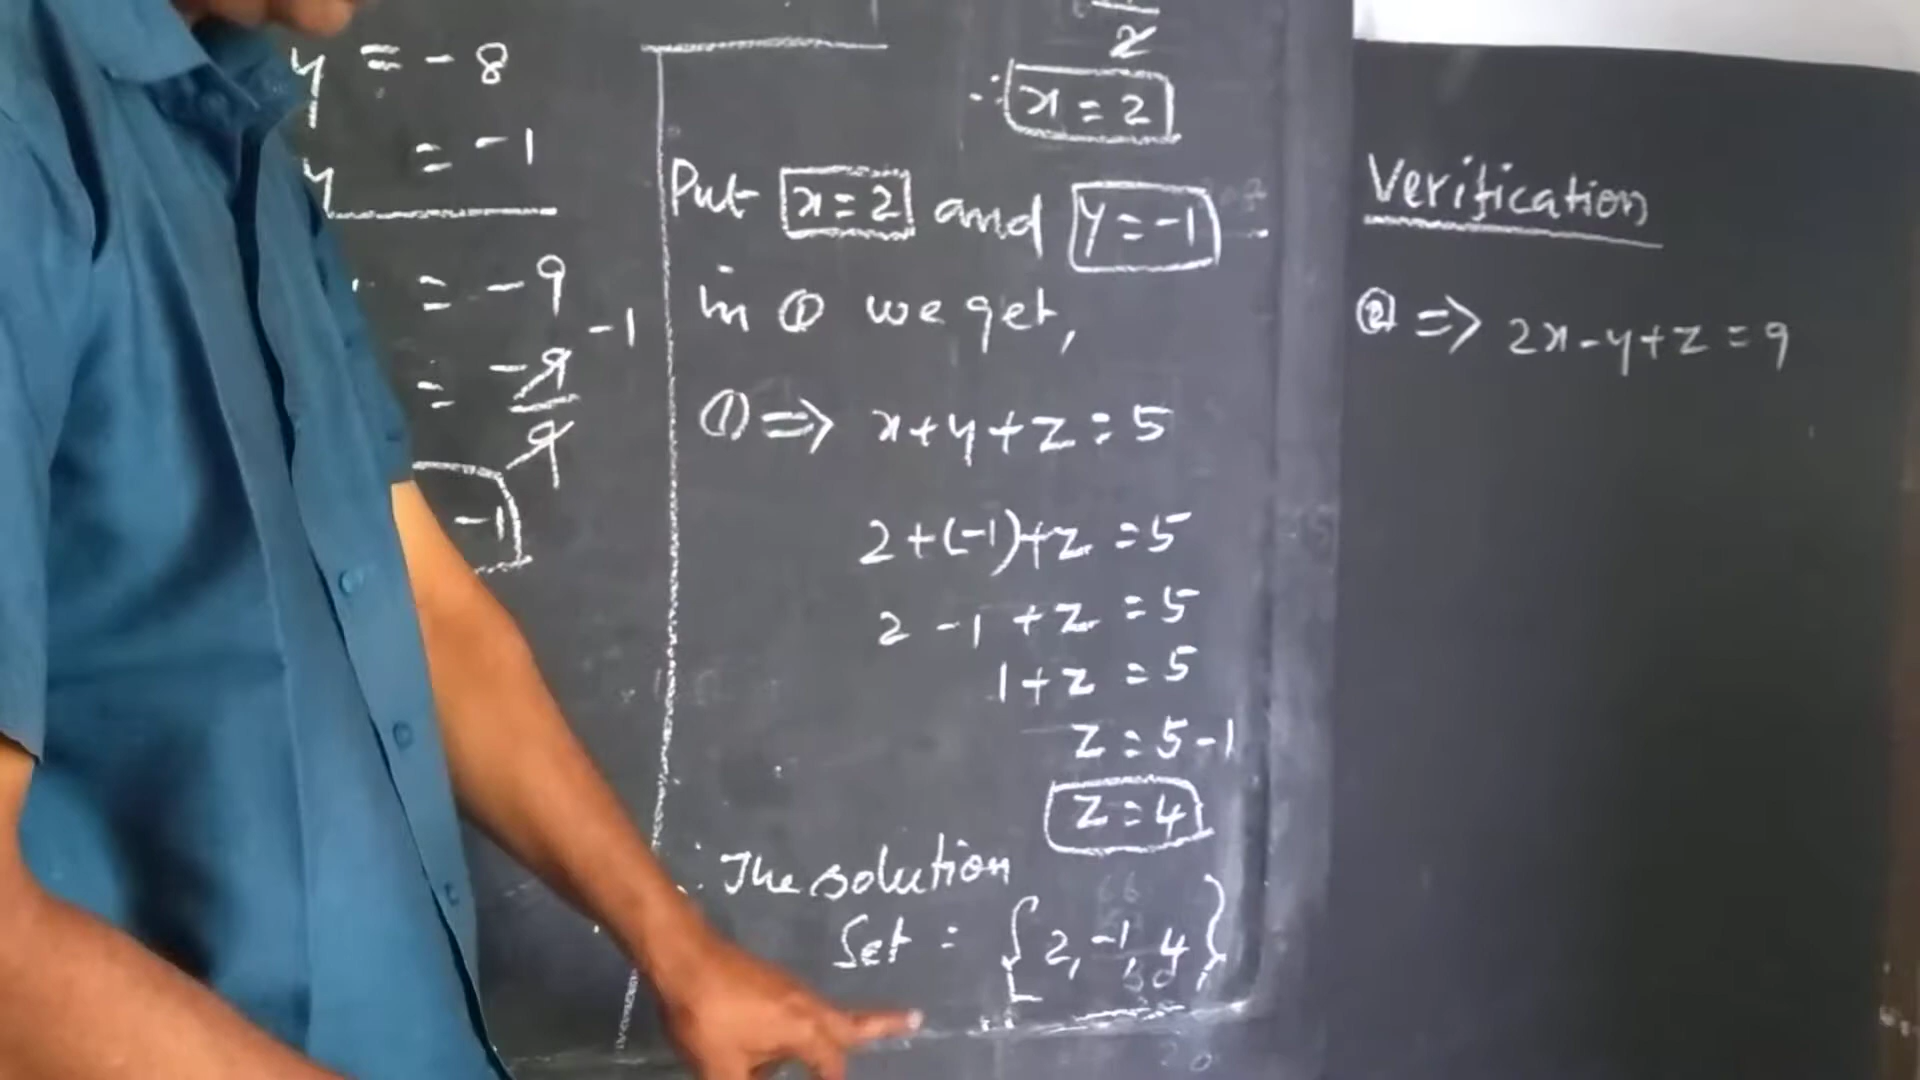 y = -8
y = -1
= -9
= -9/9 -1
-1
2
∴ x = 2
Put x = 2 and y = -1
in ① we get,
① ⇒ x+y+z = 5
2+(-1)+z = 5
2 -1 +z = 5
1+z = 5
z = 5-1
z = 4
∴ The solution
Set = {2, -1, 4}
Verification
② ⇒ 2x-y+z = 9